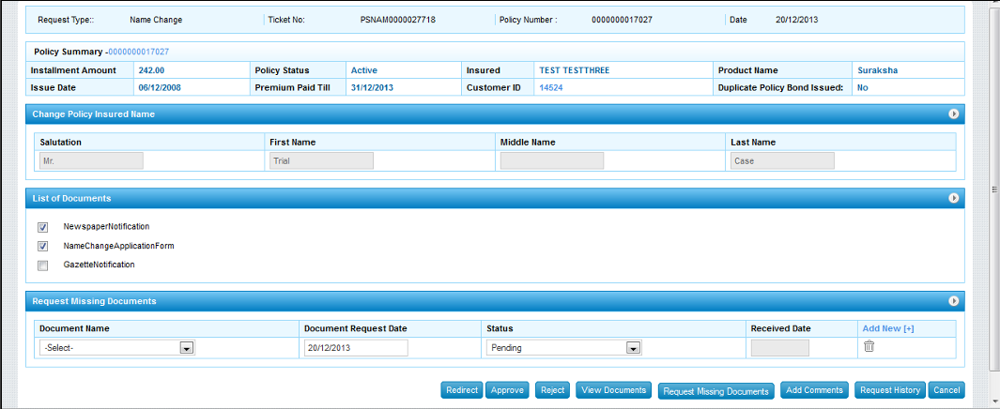 Request Type:: Name Change Ticket No: PSNAM0000027718 Policy Number : 0000000017027 Date 20/12/2013
Policy Summary -0000000017027
Installment Amount 242.00 Policy Status Active Insured TEST TESTTHREE Product Name Suraksha
Issue Date 06/12/2008 Premium Paid Till 31/12/2013 Customer ID 14524 Duplicate Policy Bond Issued: No
Change Policy Insured Name
Salutation First Name Middle Name Last Name
Mr. Trial Case
List of Documents
NewspaperNotification
NameChangeApplicationForm
GazetteNotification
Request Missing Documents
Document Name Document Request Date Status Received Date Add New [+]
-Select- 20/12/2013 Pending
Redirect Approve Reject View Documents Request Missing Documents Add Comments Request History Cancel